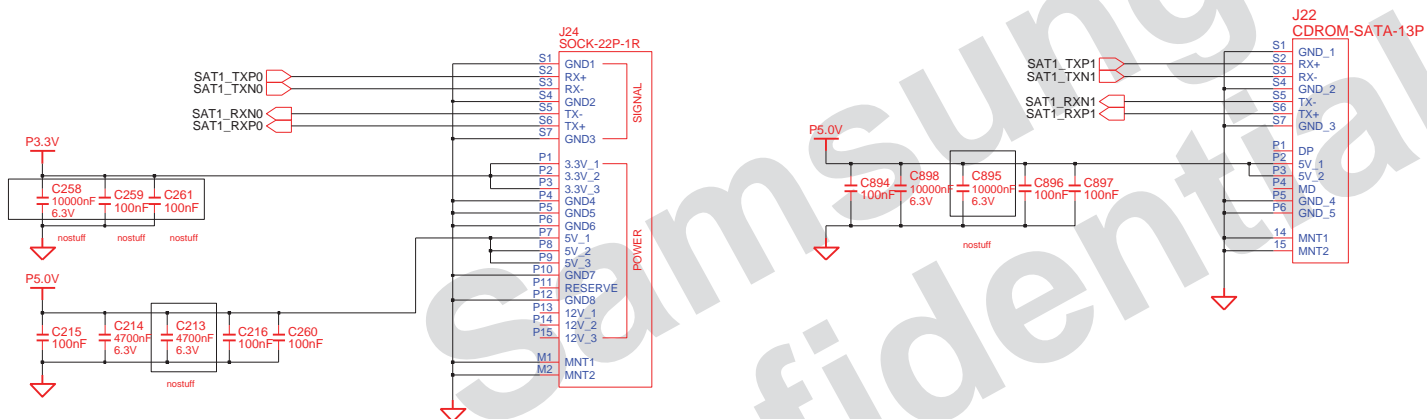 J24
SOCK-22P-1R
SAT1_TXP0
SAT1_TXN0
SAT1_RXN0
SAT1_RXP0
S1 GND1
S2 RX+
S3 RX-
S4 GND2
S5 TX-
S6 TX+
S7 GND3
SIGNAL
P1 3.3V_1
P2 3.3V_2
P3 3.3V_3
P4 GND4
P5 GND5
P6 GND6
P7 5V_1
P8 5V_2
P9 5V_3
P10 GND7
P11 RESERVE
P12 GND8
P13 12V_1
P14 12V_2
P15 12V_3
POWER
M1 MNT1
M2 MNT2
P3.3V
C258
10000nF
6.3V
C259
100nF
C261
100nF
nostuff
nostuff
nostuff
P5.0V
C215
100nF
C214
4700nF
6.3V
C213
4700nF
6.3V
C216
100nF
C260
100nF
nostuff
J22
CDROM-SATA-13P
SAT1_TXP1
SAT1_TXN1
SAT1_RXN1
SAT1_RXP1
S1 GND_1
S2 RX+
S3 RX-
S4 GND_2
S5 TX-
S6 TX+
S7 GND_3
P1 DP
P2 5V_1
P3 5V_2
P4 MD
P5 GND_4
P6 GND_5
14 MNT1
15 MNT2
P5.0V
C894
100nF
C898
10000nF
6.3V
C895
10000nF
6.3V
C896
100nF
C897
100nF
nostuff
Samsung
fidential